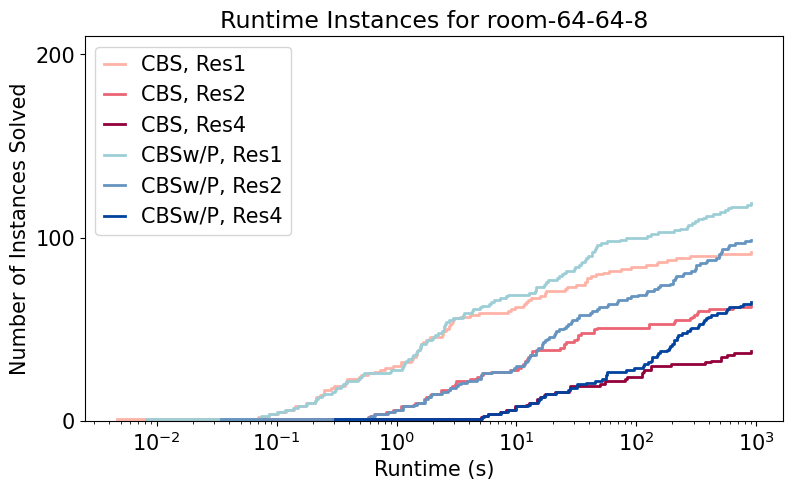 Runtime Instances for room-64-64-8
Number of Instances Solved
200
100
0
CBS, Res1
CBS, Res2
CBS, Res4
CBSw/P, Res1
CBSw/P, Res2
CBSw/P, Res4
10⁻² 10⁻¹ 10⁰ 10¹ 10² 10³
Runtime (s)